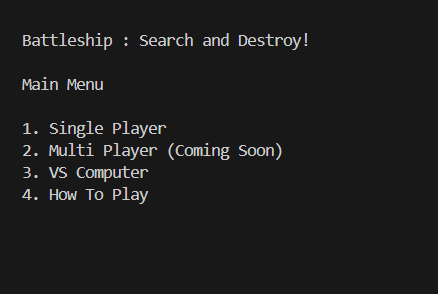 Battleship : Search and Destroy!
Main Menu
1. Single Player
2. Multi Player (Coming Soon)
3. VS Computer
4. How To Play